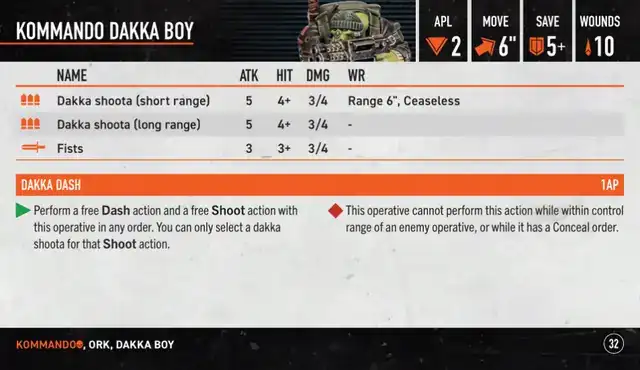 KOMMANDO DAKKA BOY
APL
2
MOVE
6"
SAVE
5+
WOUNDS
10
NAME ATK HIT DMG WR
Dakka shoota (short range) 5 4+ 3/4 Range 6", Ceaseless
Dakka shoota (long range) 5 4+ 3/4 -
Fists 3 3+ 3/4 -
DAKKA DASH 1AP
Perform a free Dash action and a free Shoot action with
this operative in any order. You can only select a dakka
shoota for that Shoot action.
This operative cannot perform this action while within control
range of an enemy operative, or while it has a Conceal order.
KOMMANDO, ORK, DAKKA BOY
32